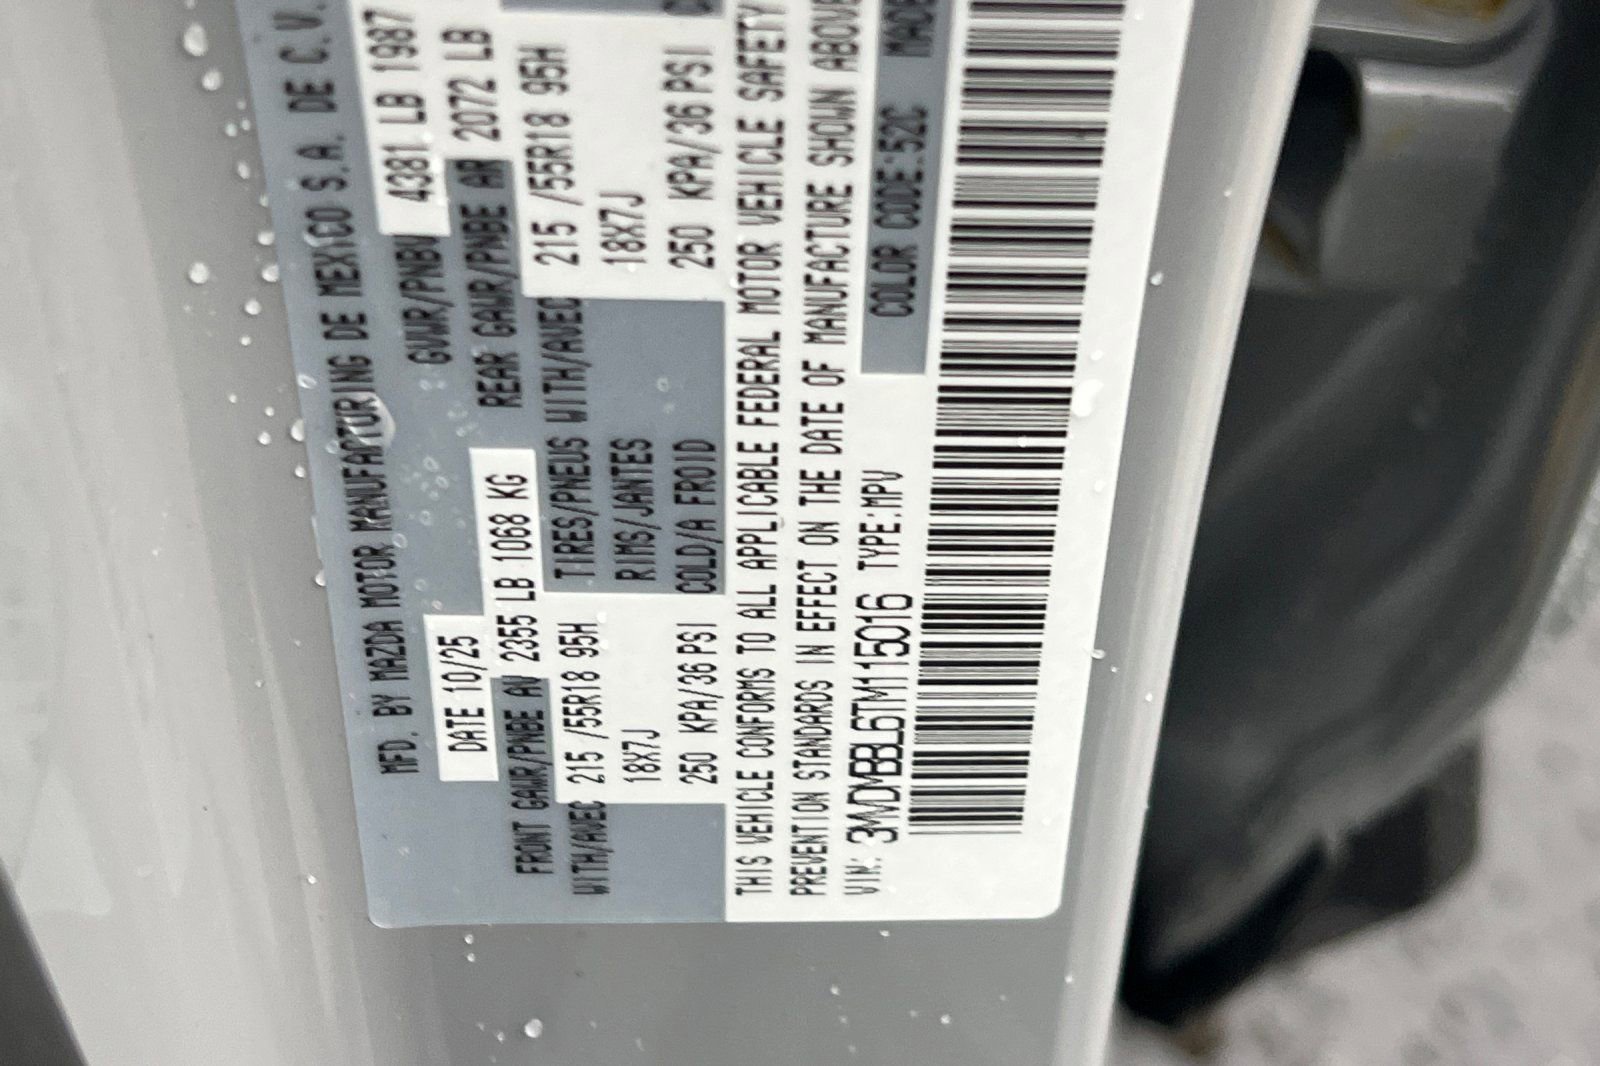 MFD. BY MAZDA MOTOR MANUFARTURING DE MEXICO S.A. DE C.V.
DATE 10/25 GVWR/PNBV 4381 LB 1987
FRONT GAWR/PNBE AV 2355 LB 1068 KG REAR GAWR/PNBE AR 2072 LB
WITH/AVEC 215 /55R18 95H TIRES/PNEUS WITH/AVEC 215 /55R18 95H
18X7J RIMS/JANTES 18X7J
250 KPA/36 PSI COLD/A FROID 250 KPA/36 PSI
THIS VEHICLE CONFORMS TO ALL APPLICABLE FEDERAL MOTOR VEHICLE SAFETY
PREVENTION STANDARDS IN EFFECT ON THE DATE OF MANUFACTURE SHOWN ABOVE
VIN: 3MVDMBBL6TM115016 TYPE:MPV COLOR CODE:52C MADE